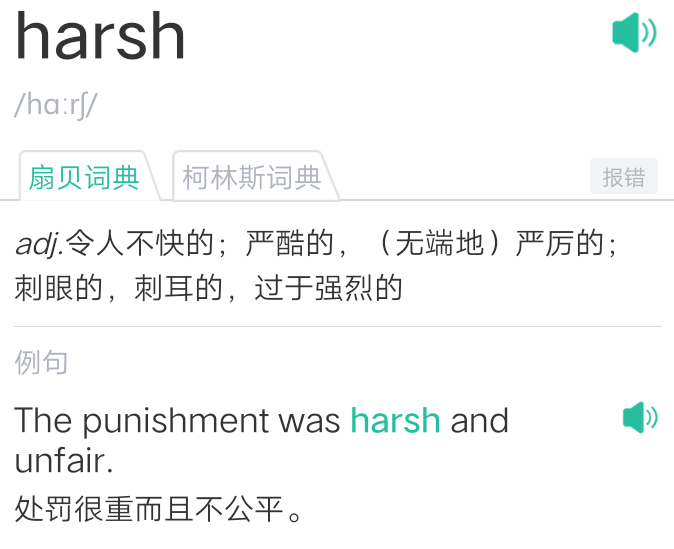 harsh
/hɑːrʃ/
扇贝词典 柯林斯词典 报错
adj.令人不快的；严酷的，（无端地）严厉的；
刺眼的，刺耳的，过于强烈的
例句
The punishment was harsh and
unfair.
处罚很重而且不公平。